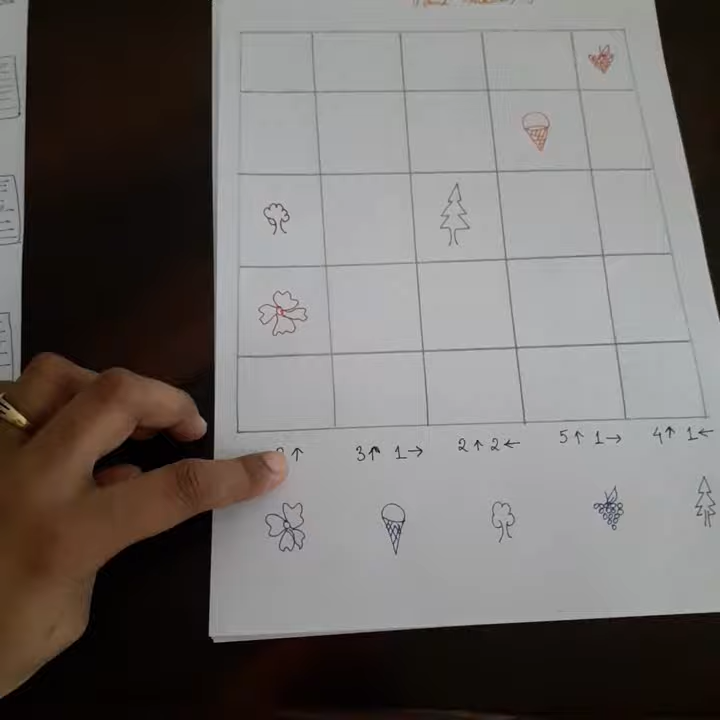 ↑ 3↑ 1→ 2↑ 2← 5↑ 1→ 4↑ 1←